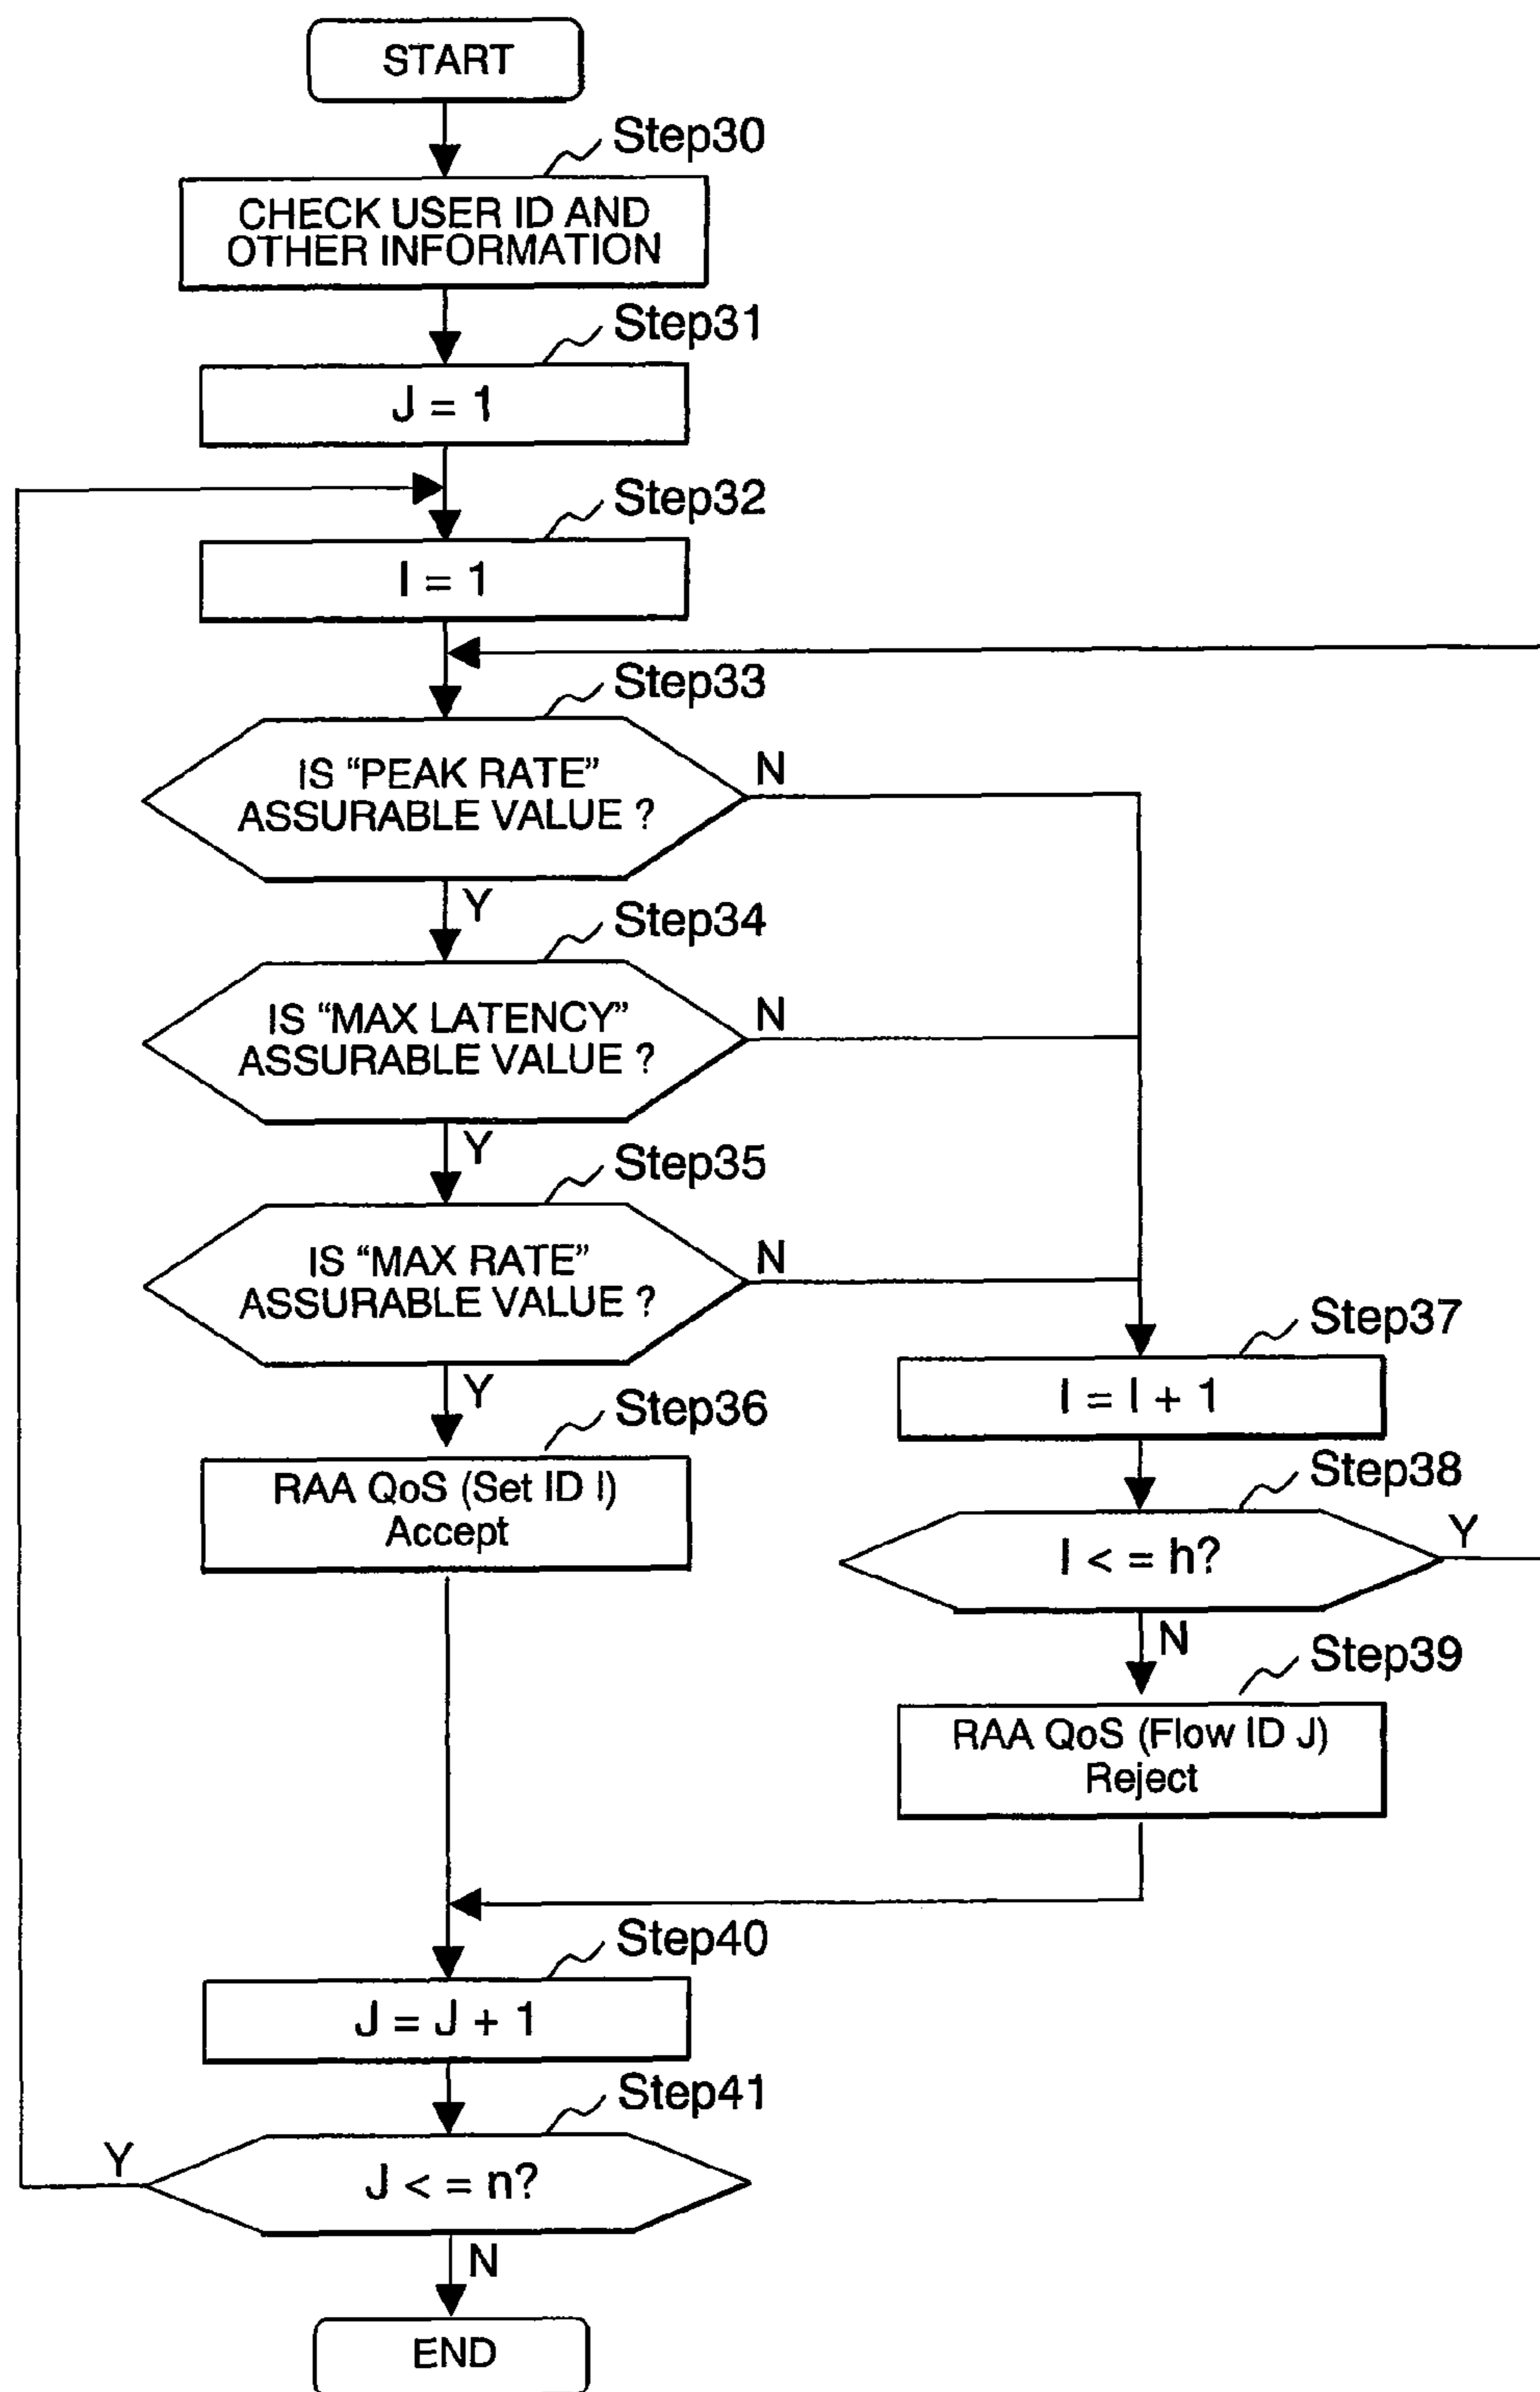 START
Step30
CHECK USER ID AND
OTHER INFORMATION
Step31
J = 1
Step32
I = 1
Step33
IS “PEAK RATE”
ASSURABLE VALUE ?
N
Y
Step34
IS “MAX LATENCY”
ASSURABLE VALUE ?
N
Y
Step35
IS “MAX RATE”
ASSURABLE VALUE ?
N
Y
Step36
RAA QoS (Set ID I)
Accept
Step37
I = I + 1
Step38
I < = h?
Y
N
Step39
RAA QoS (Flow ID J)
Reject
Step40
J = J + 1
Step41
J < = n?
Y
N
END